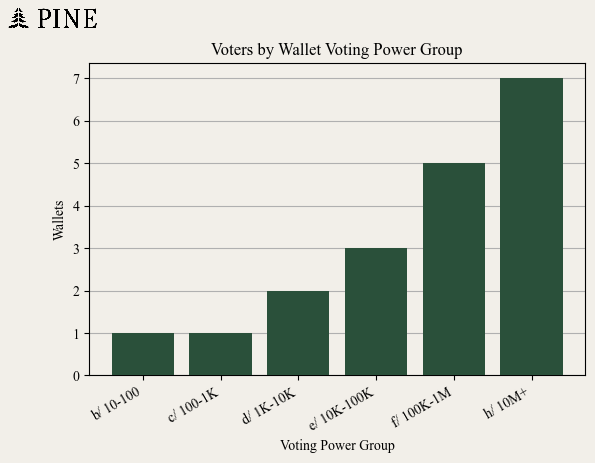 PINE
Voters by Wallet Voting Power Group
7
6
5
4
3
2
1
0
Wallets
b/ 10-100
c/ 100-1K
d/ 1K-10K
e/ 10K-100K
f/ 100K-1M
h/ 10M+
Voting Power Group